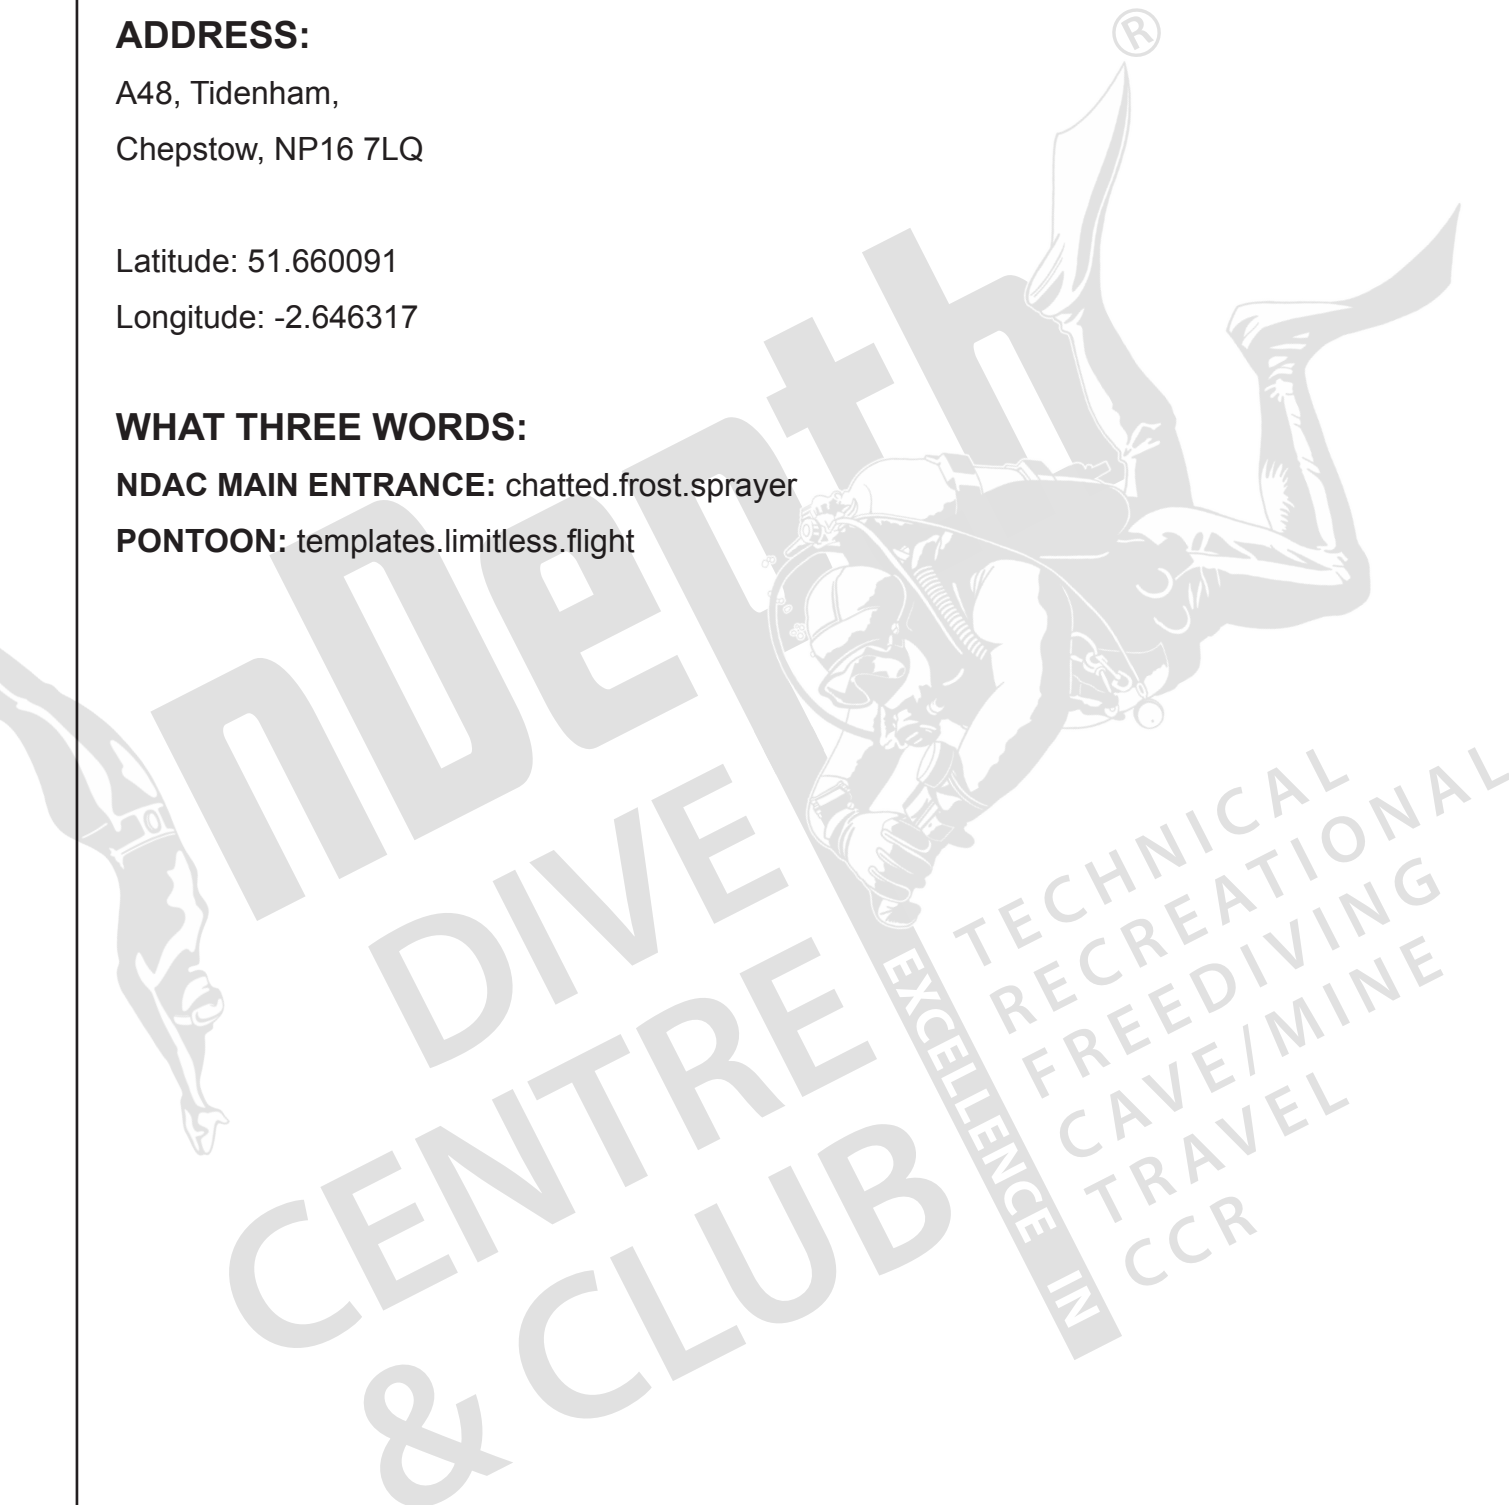 ADDRESS:
A48, Tidenham,
Chepstow, NP16 7LQ
Latitude: 51.660091
Longitude: -2.646317
WHAT THREE WORDS:
NDAC MAIN ENTRANCE: chatted.frost.sprayer
PONTOON: templates.limitless.flight
®
nDepth
DIVE
CENTRE
& CLUB
EXCELLENCE IN
TECHNICAL
RECREATIONAL
FREEDIVING
CAVE/MINE
TRAVEL
CCR